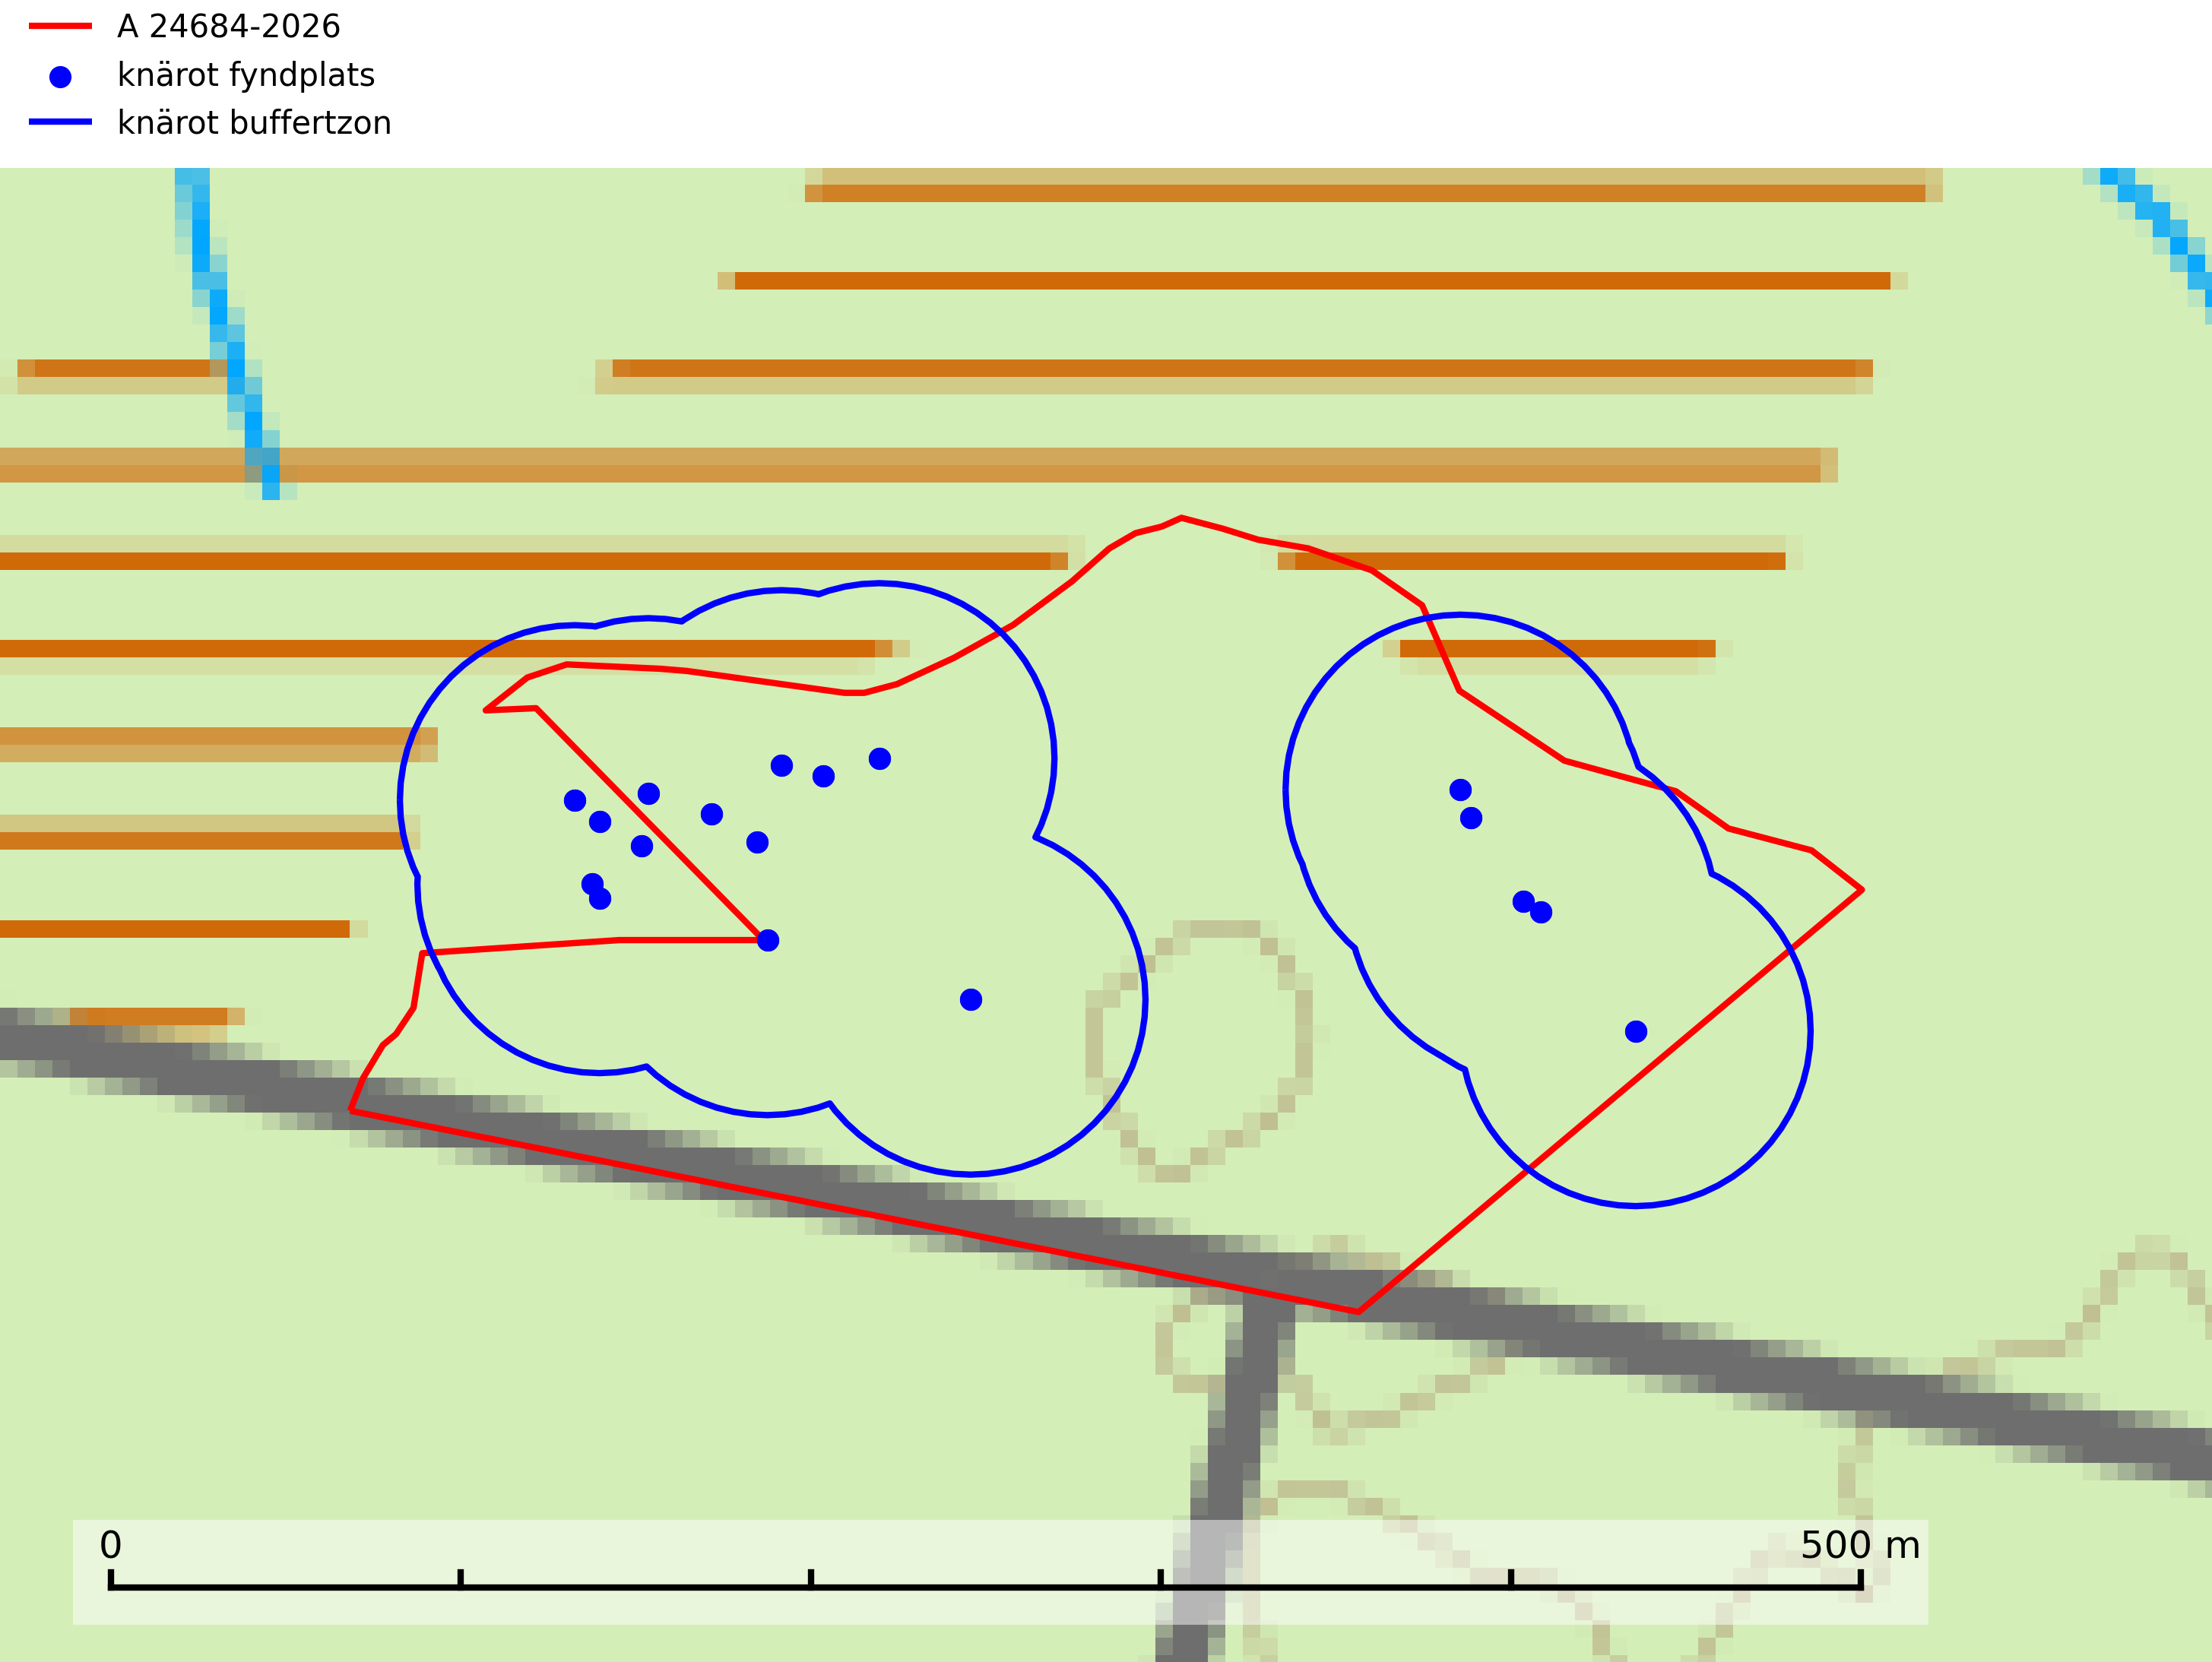 A 24684-2026
knärot fyndplats
knärot buffertzon
0
500 m